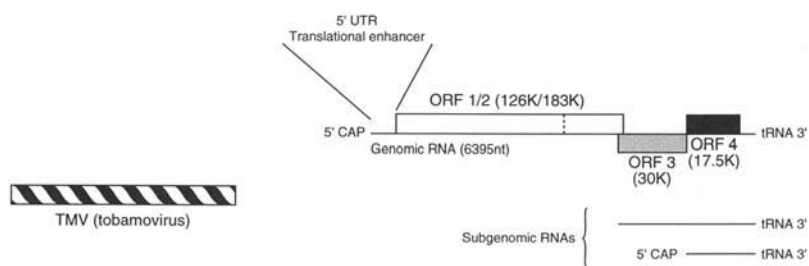 5' UTR
Translational enhancer
ORF 1/2 (126K/183K)
5' CAP
tRNA 3'
Genomic RNA (6395nt)
ORF 3
(30K)
ORF 4
(17.5K)
TMV (tobamovirus)
Subgenomic RNAs
tRNA 3'
5' CAP
tRNA 3'